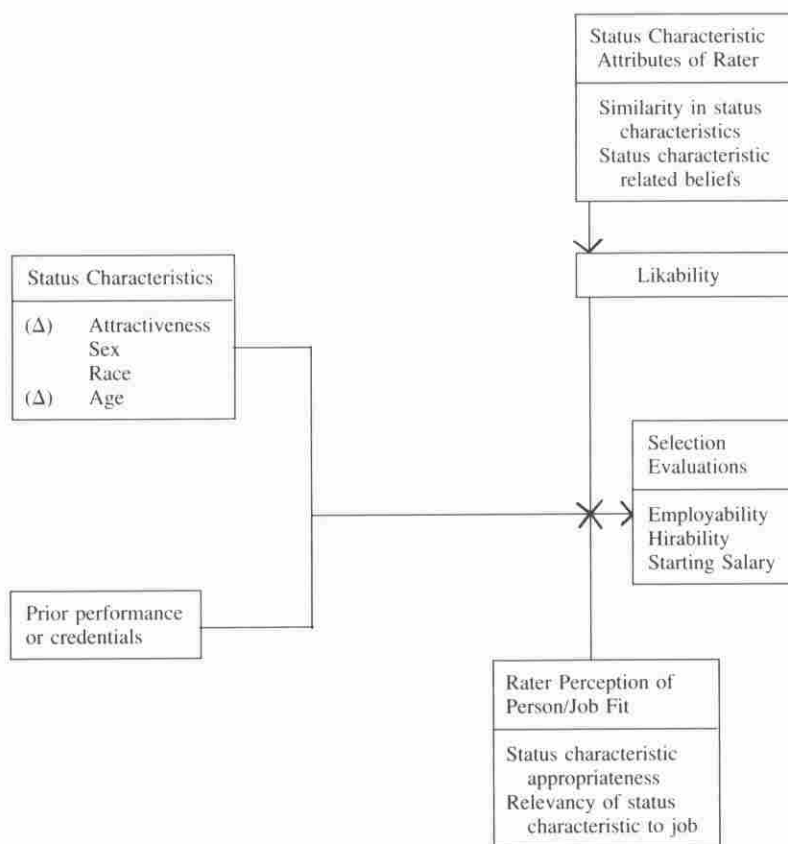 Status Characteristic
Attributes of Rater
Similarity in status
characteristics
Status characteristic
related beliefs
Likability
Status Characteristics
(Δ) Attractiveness
Sex
Race
(Δ) Age
Selection
Evaluations
Employability
Hirability
Starting Salary
Prior performance
or credentials
Rater Perception of
Person/Job Fit
Status characteristic
appropriateness
Relevancy of status
characteristic to job